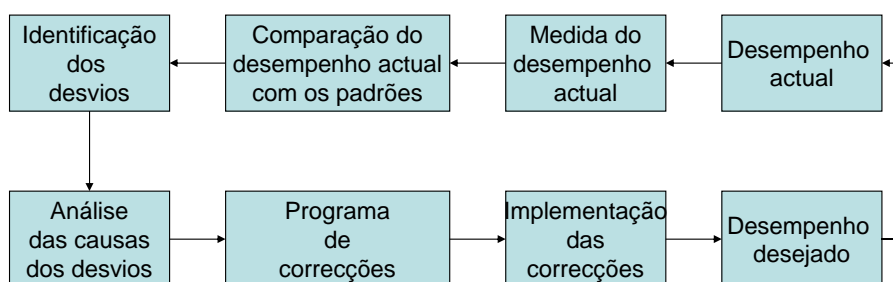 Identificação
dos
desvios
Comparação do
desempenho actual
com os padrões
Medida do
desempenho
actual
Desempenho
actual
Análise
das causas
dos desvios
Programa
de
correcções
Implementação
das
correcções
Desempenho
desejado